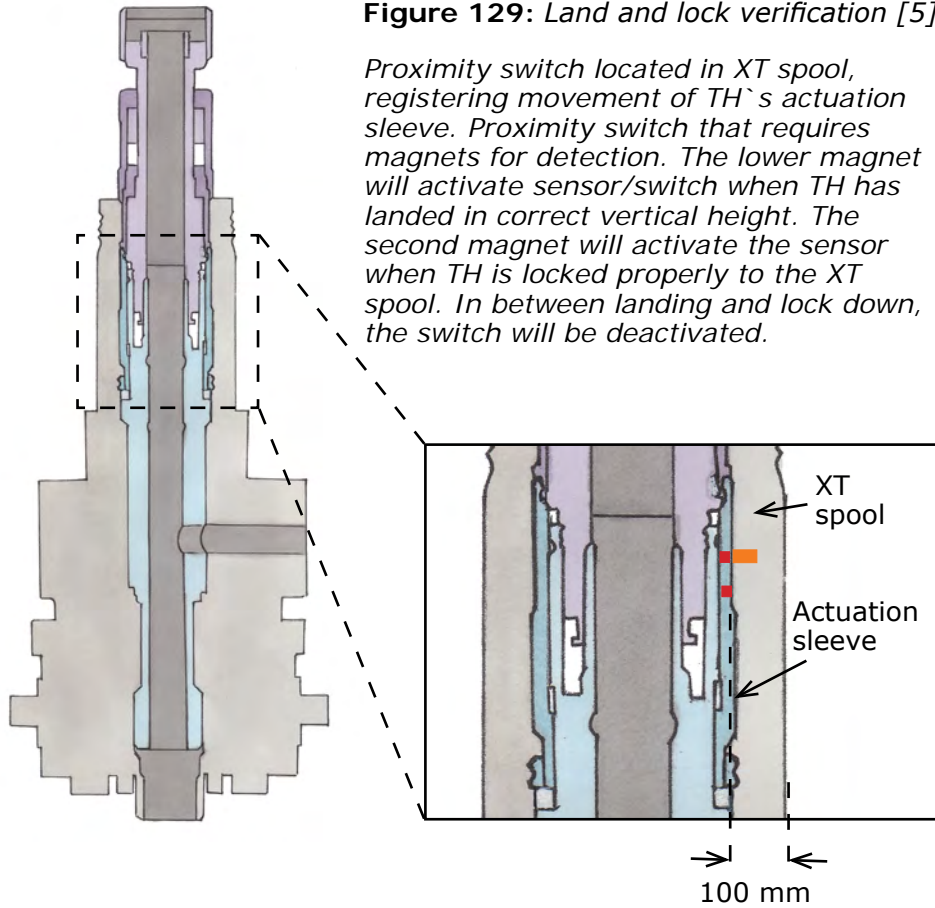 Figure 129: Land and lock verification [5]
Proximity switch located in XT spool,
registering movement of TH`s actuation
sleeve. Proximity switch that requires
magnets for detection. The lower magnet
will activate sensor/switch when TH has
landed in correct vertical height. The
second magnet will activate the sensor
when TH is locked properly to the XT
spool. In between landing and lock down,
the switch will be deactivated.
XT
spool
Actuation
sleeve
100 mm